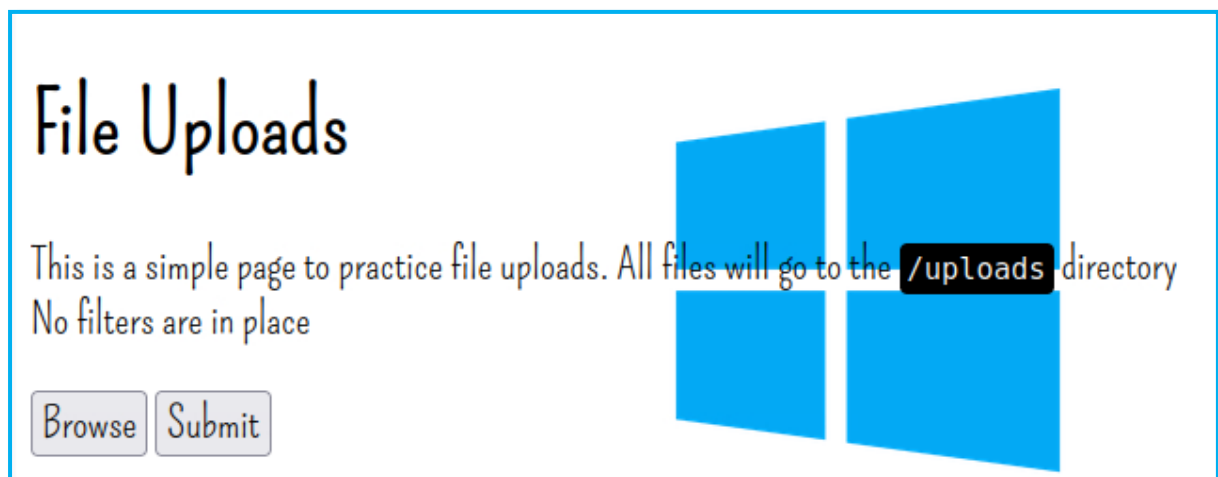 File Uploads
This is a simple page to practice file uploads. All files will go to the /uploads directory
No filters are in place
Browse Submit